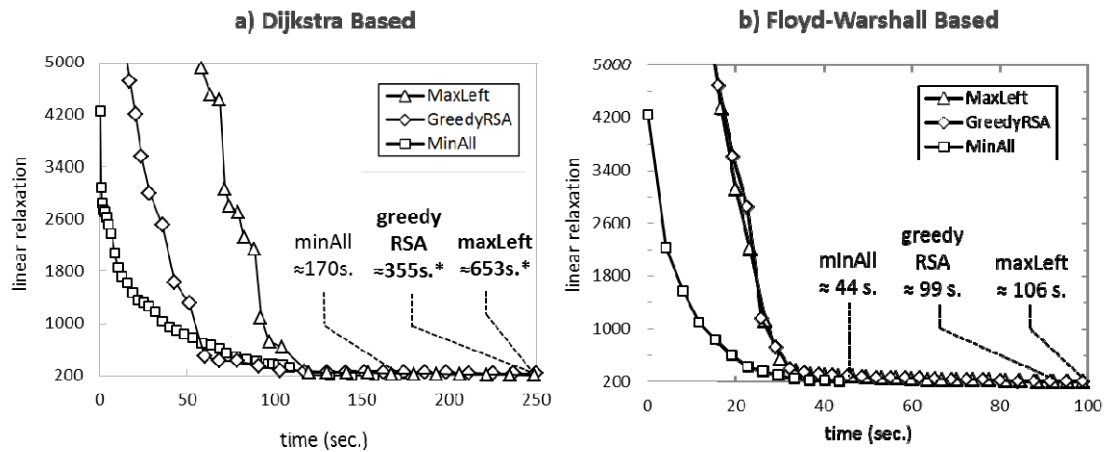 a) Dijkstra Based
5000
4200
3400
2600
1800
1000
200
linear relaxation
MaxLeft
GreedyRSA
MinAll
minAll
≈170s.
greedy
RSA
≈355s.*
maxLeft
≈653s.*
0
50
100
150
200
250
time (sec.)
b) Floyd-Warshall Based
5000
4200
3400
2600
1800
1000
200
linear relaxation
MaxLeft
GreedyRSA
MinAll
minAll
≈ 44 s.
greedy
RSA
≈ 99 s.
maxLeft
≈ 106 s.
0
20
40
60
80
100
time (sec.)